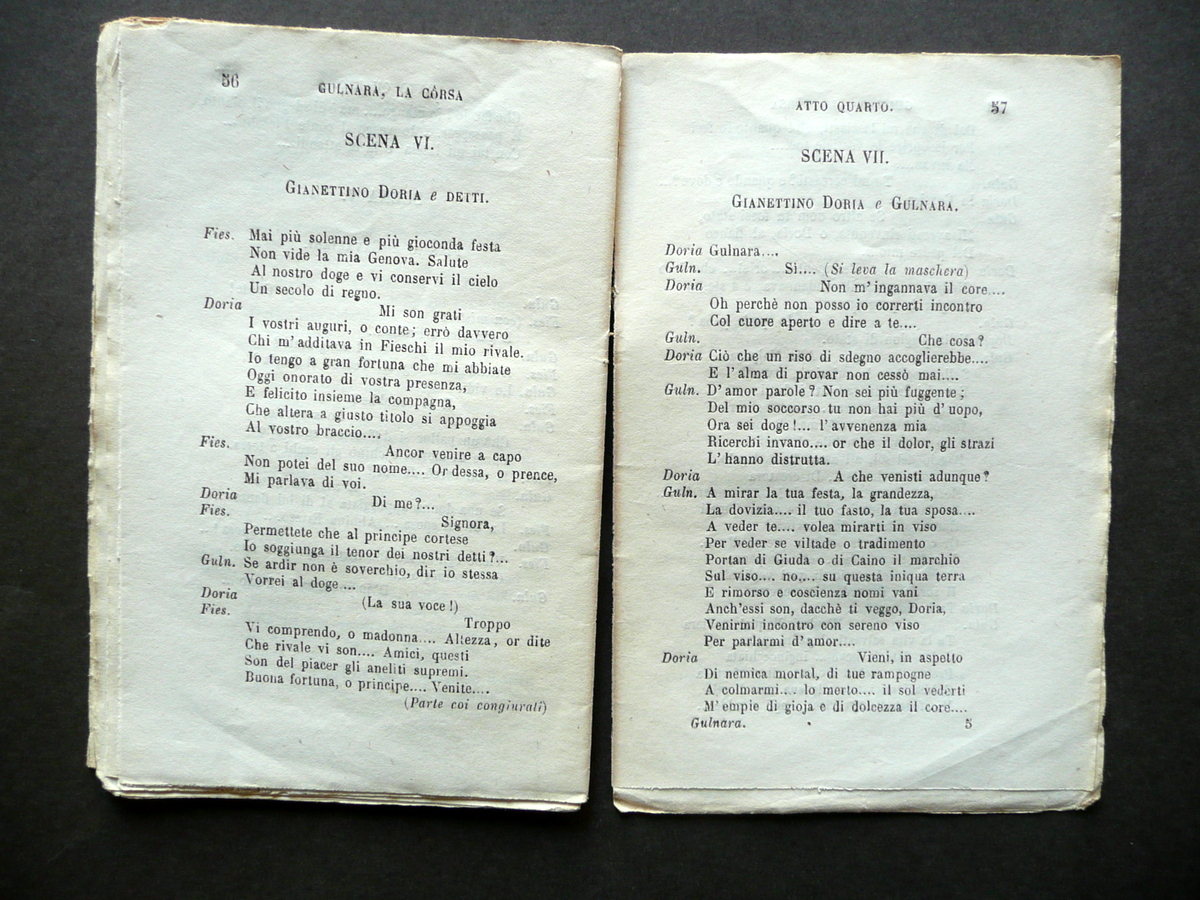 56
GULNARA, LA CÔRSA
SCENA VI.
GIANETTINO DORIA e DETTI.
Fies. Mai più solenne e più gioconda festa
Non vide la mia Genova. Salute
Al nostro doge e vi conservi il cielo
Un secolo di regno.
Doria Mi son grati
I vostri auguri, o conte; errò davvero
Chi m'additava in Fieschi il mio rivale.
Io tengo a gran fortuna che mi abbiate
Oggi onorato di vostra presenza,
E felicito insieme la compagna,
Che altera a giusto titolo si appoggia
Al vostro braccio....
Fies. Ancor venire a capo
Non potei del suo nome.... Or dessa, o prence,
Mi parlava di voi.
Doria Di me?...
Fies. Signora,
Permettete che al principe cortese
Io soggiunga il tenor dei nostri detti?...
Guln. Se ardir non è soverchio, dir io stessa
Vorrei al doge....
Doria (La sua voce!)
Fies. Troppo
Vi comprendo, o madonna.... Altezza, or dite
Che rivale vi son.... Amici, questi
Son del piacer gli aneliti supremi.
Buona fortuna, o principe.... Venite....
(Parte coi congiurati)
ATTO QUARTO. 57
SCENA VII.
GIANETTINO DORIA e GULNARA.
Doria Gulnara....
Guln. Sì.... (Si leva la maschera)
Doria Non m'ingannava il core....
Oh perchè non posso io correrti incontro
Col cuore aperto e dire a te....
Guln. Che cosa?
Doria Ciò che un riso di sdegno accoglierebbe....
E l'alma di provar non cessò mai....
Guln. D'amor parole? Non sei più fuggente;
Del mio soccorso tu non hai più d'uopo,
Ora sei doge!... l'avvenenza mia
Ricerchi invano.... or che il dolor, gli strazi
L'hanno distrutta.
Doria A che venisti adunque?
Guln. A mirar la tua festa, la grandezza,
La dovizia.... il tuo fasto, la tua sposa....
A veder te.... volea mirarti in viso
Per veder se viltade o tradimento
Portan di Giuda o di Caino il marchio
Sul viso.... no.... su questa iniqua terra
E rimorso e coscienza nomi vani
Anch'essi son, dacchè ti veggo, Doria,
Venirmi incontro con sereno viso
Per parlarmi d'amor....
Doria Vieni, in aspetto
Di nemica mortal, di tue rampogne
A colmarmi.... lo merto.... il sol vederti
M'empie di gioja e di dolcezza il core....
Gulnara. 5